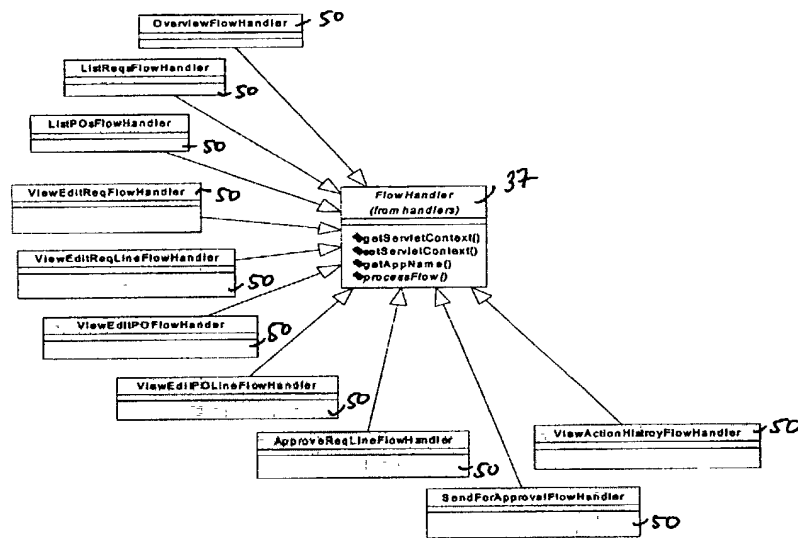 OverviewFlowHandler 50
ListReqsFlowHandler
50
ListPOsFlowHandler
50
ViewEditReqFlowHandler 50
FlowHandler 37
(from handlers)
getServletContext()
setServletContext()
getAppName()
processFlow()
ViewEditReqLineFlowHandler
50
ViewEditPOFlowHander
50
ViewEditPOLineFlowHandler
50
ApproveReqLineFlowHandler
50
ViewActionHistroyFlowHandler 50
SendForApprovalFlowHandler
50